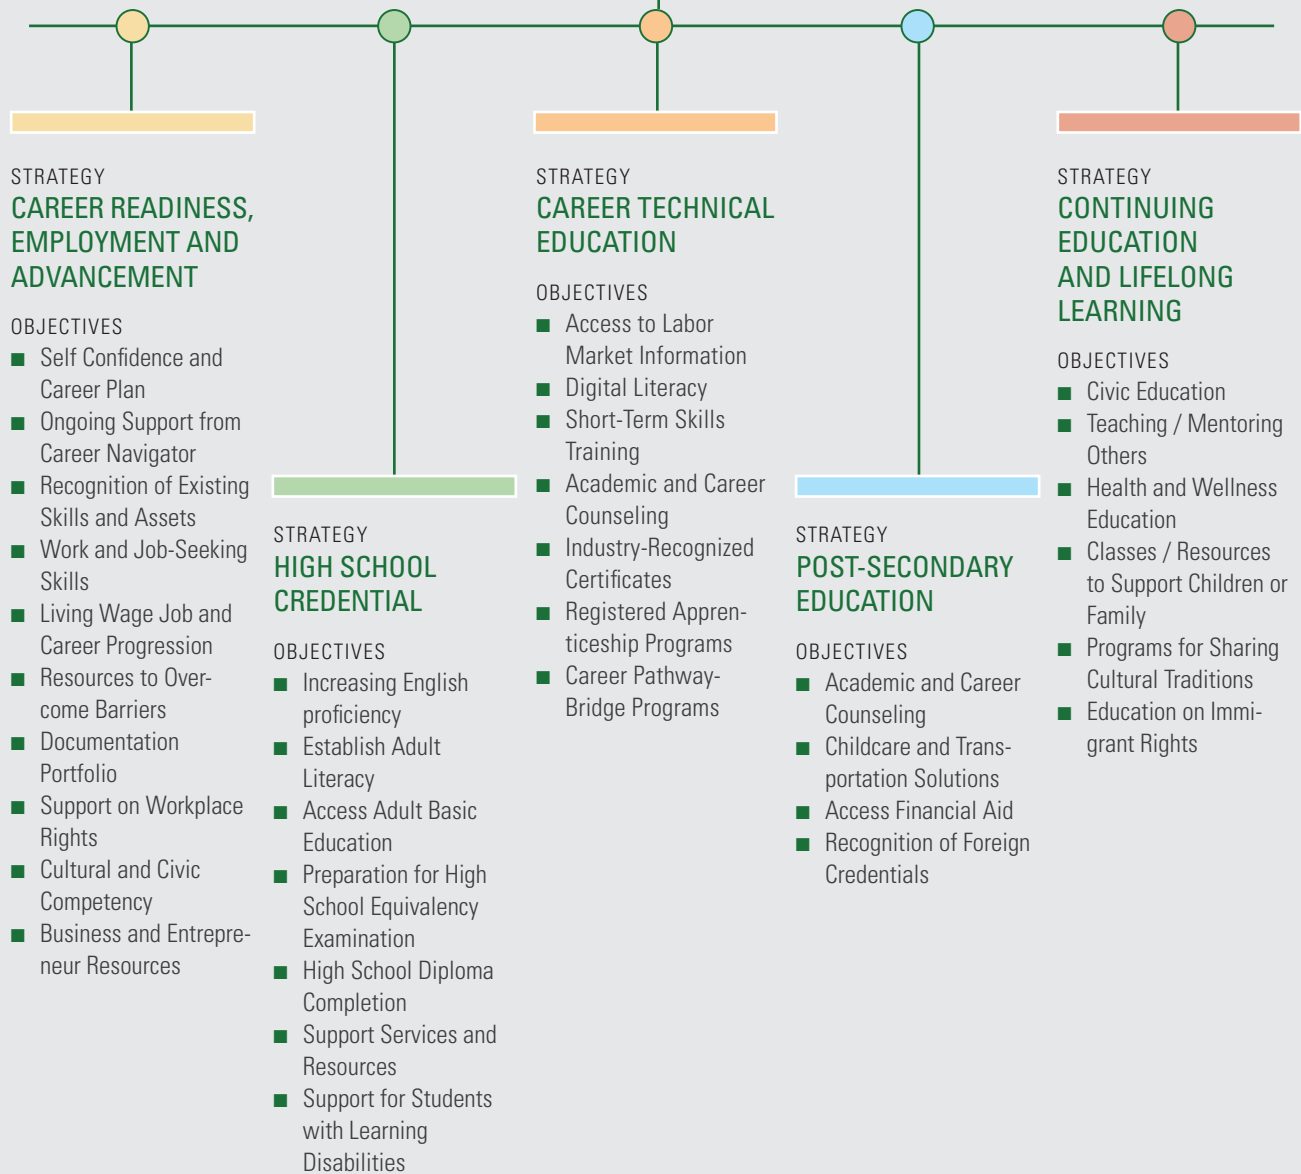 STRATEGY
CAREER READINESS,
EMPLOYMENT AND
ADVANCEMENT
OBJECTIVES
■ Self Confidence and
Career Plan
■ Ongoing Support from
Career Navigator
■ Recognition of Existing
Skills and Assets
■ Work and Job-Seeking
Skills
■ Living Wage Job and
Career Progression
■ Resources to Over-
come Barriers
■ Documentation
Portfolio
■ Support on Workplace
Rights
■ Cultural and Civic
Competency
■ Business and Entrepre-
neur Resources
STRATEGY
HIGH SCHOOL
CREDENTIAL
OBJECTIVES
■ Increasing English
proficiency
■ Establish Adult
Literacy
■ Access Adult Basic
Education
■ Preparation for High
School Equivalency
Examination
■ High School Diploma
Completion
■ Support Services and
Resources
■ Support for Students
with Learning
Disabilities
STRATEGY
CAREER TECHNICAL
EDUCATION
OBJECTIVES
■ Access to Labor
Market Information
■ Digital Literacy
■ Short-Term Skills
Training
■ Academic and Career
Counseling
■ Industry-Recognized
Certificates
■ Registered Appren-
ticeship Programs
■ Career Pathway-
Bridge Programs
STRATEGY
POST-SECONDARY
EDUCATION
OBJECTIVES
■ Academic and Career
Counseling
■ Childcare and Trans-
portation Solutions
■ Access Financial Aid
■ Recognition of Foreign
Credentials
STRATEGY
CONTINUING
EDUCATION
AND LIFELONG
LEARNING
OBJECTIVES
■ Civic Education
■ Teaching / Mentoring
Others
■ Health and Wellness
Education
■ Classes / Resources
to Support Children or
Family
■ Programs for Sharing
Cultural Traditions
■ Education on Immi-
grant Rights